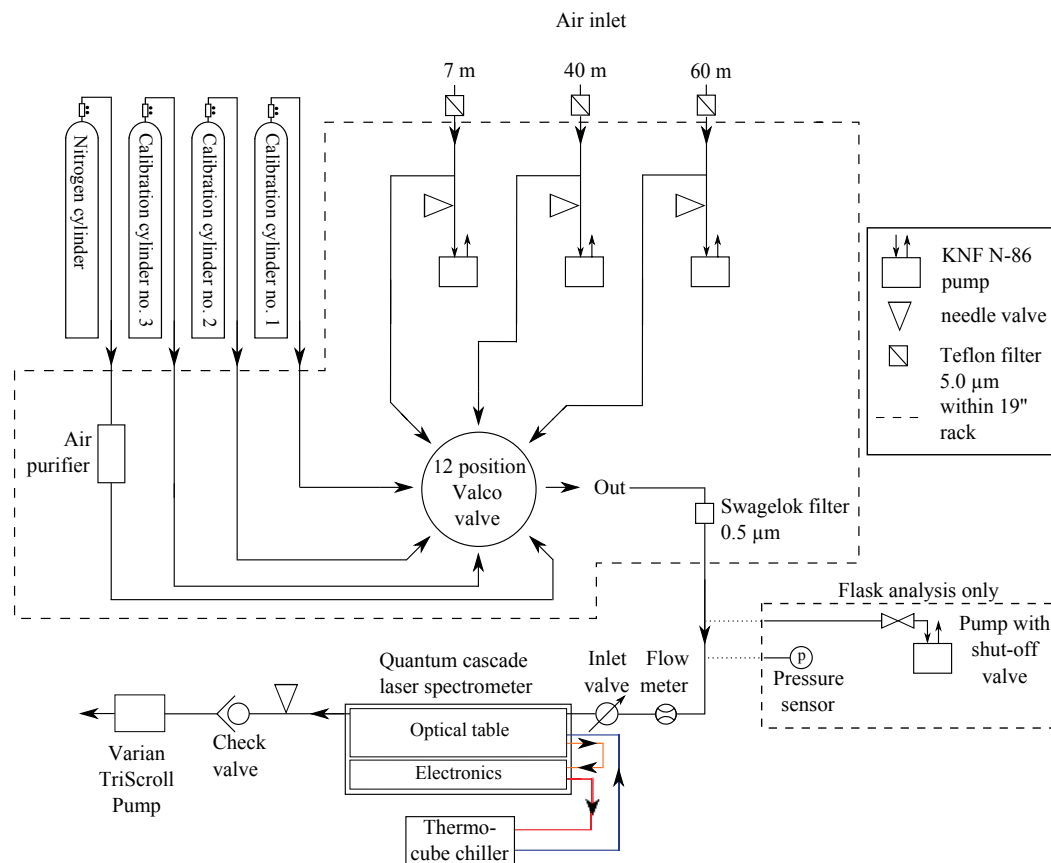 Air inlet
7 m
40 m
60 m
Nitrogen cylinder
Calibration cylinder no. 3
Calibration cylinder no. 2
Calibration cylinder no. 1
KNF N-86
pump
needle valve
Teflon filter
5.0 µm
within 19"
rack
Air
purifier
12 position
Valco
valve
Out
Swagelok filter
0.5 µm
Flask analysis only
Pump with
shut-off
valve
p
Pressure
sensor
Quantum cascade
laser spectrometer
Inlet
valve
Flow
meter
Optical table
Electronics
Check
valve
Varian
TriScroll
Pump
Thermo-
cube chiller